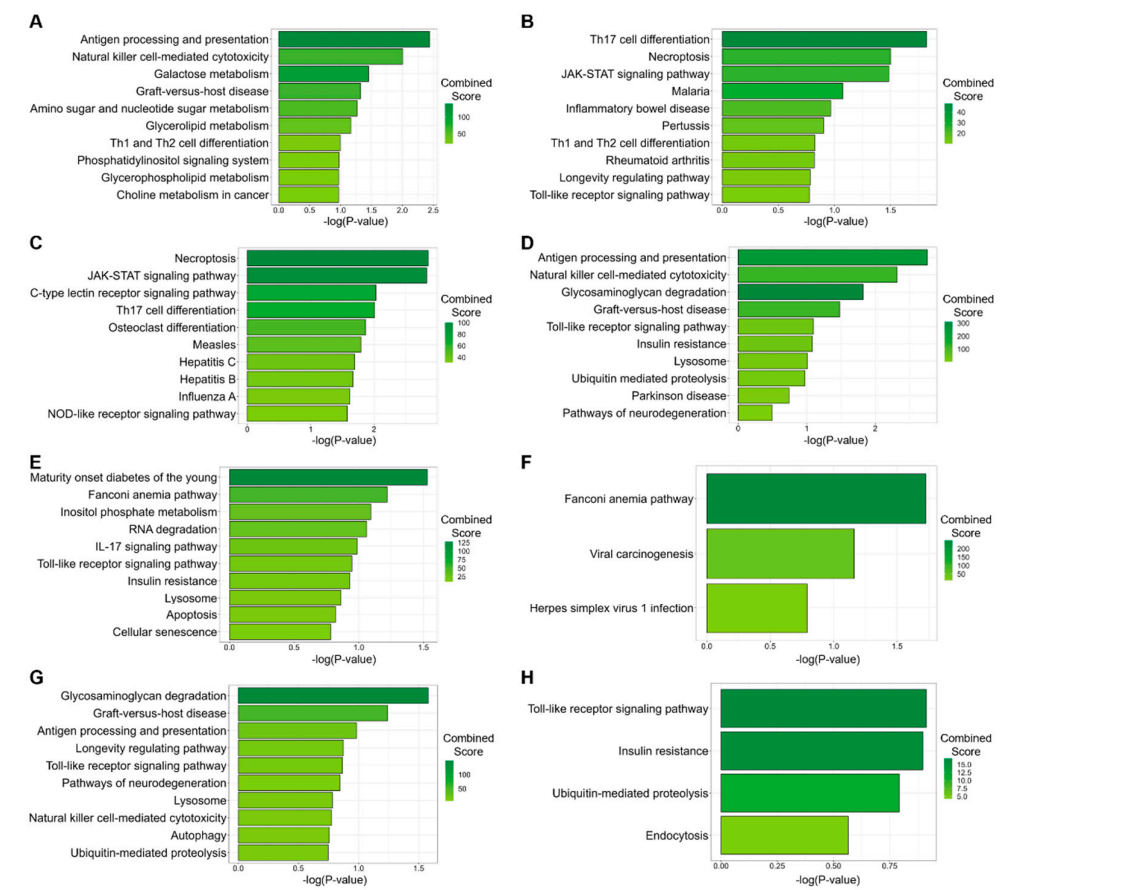 A
Antigen processing and presentation
Natural killer cell-mediated cytotoxicity
Galactose metabolism
Graft-versus-host disease
Amino sugar and nucleotide sugar metabolism
Glycerolipid metabolism
Th1 and Th2 cell differentiation
Phosphatidylinositol signaling system
Glycerophospholipid metabolism
Choline metabolism in cancer
0.0 0.5 1.0 1.5 2.0 2.5
-log(P-value)
Combined
Score
100
50
B
Th17 cell differentiation
Necroptosis
JAK-STAT signaling pathway
Malaria
Inflammatory bowel disease
Pertussis
Th1 and Th2 cell differentiation
Rheumatoid arthritis
Longevity regulating pathway
Toll-like receptor signaling pathway
0.0 0.5 1.0 1.5
-log(P-value)
Combined
Score
40
30
20
C
Necroptosis
JAK-STAT signaling pathway
C-type lectin receptor signaling pathway
Th17 cell differentiation
Osteoclast differentiation
Measles
Hepatitis C
Hepatitis B
Influenza A
NOD-like receptor signaling pathway
0 1 2
-log(P-value)
Combined
Score
100
80
60
40
D
Antigen processing and presentation
Natural killer cell-mediated cytotoxicity
Glycosaminoglycan degradation
Graft-versus-host disease
Toll-like receptor signaling pathway
Insulin resistance
Lysosome
Ubiquitin mediated proteolysis
Parkinson disease
Pathways of neurodegeneration
0 1 2
-log(P-value)
Combined
Score
300
200
100
E
Maturity onset diabetes of the young
Fanconi anemia pathway
Inositol phosphate metabolism
RNA degradation
IL-17 signaling pathway
Toll-like receptor signaling pathway
Insulin resistance
Lysosome
Apoptosis
Cellular senescence
0.0 0.5 1.0 1.5
-log(P-value)
Combined
Score
125
100
75
50
25
F
Fanconi anemia pathway
Viral carcinogenesis
Herpes simplex virus 1 infection
0.0 0.5 1.0 1.5
-log(P-value)
Combined
Score
200
150
100
50
G
Glycosaminoglycan degradation
Graft-versus-host disease
Antigen processing and presentation
Longevity regulating pathway
Toll-like receptor signaling pathway
Pathways of neurodegeneration
Lysosome
Natural killer cell-mediated cytotoxicity
Autophagy
Ubiquitin-mediated proteolysis
0.0 0.5 1.0 1.5
-log(P-value)
Combined
Score
100
50
H
Toll-like receptor signaling pathway
Insulin resistance
Ubiquitin-mediated proteolysis
Endocytosis
0.00 0.25 0.50 0.75
-log(P-value)
Combined
Score
15.0
12.5
10.0
7.5
5.0